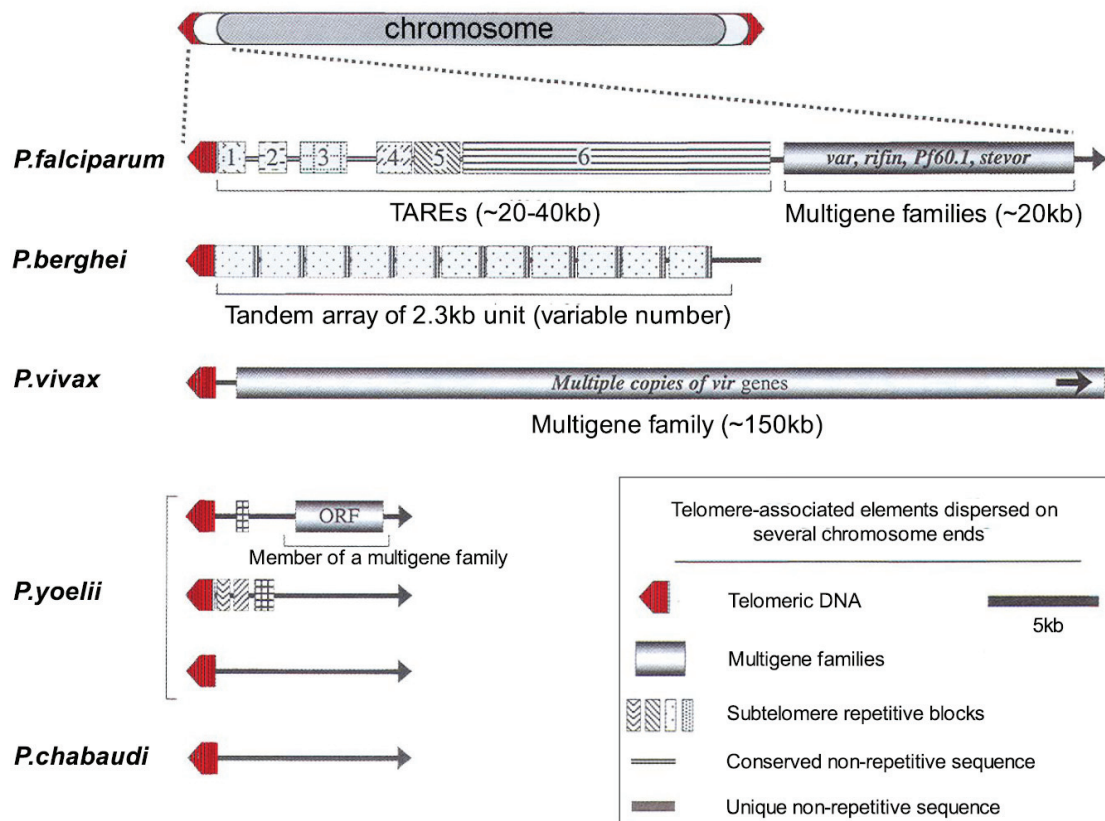 chromosome
P.falciparum
1 2 3 4 5 6
var, rifin, Pf60.1, stevor
TAREs (~20-40kb)
Multigene families (~20kb)
P.berghei
Tandem array of 2.3kb unit (variable number)
P.vivax
Multiple copies of vir genes
Multigene family (~150kb)
P.yoelii
ORF
Member of a multigene family
P.chabaudi
Telomere-associated elements dispersed on
several chromosome ends
Telomeric DNA
5kb
Multigene families
Subtelomere repetitive blocks
Conserved non-repetitive sequence
Unique non-repetitive sequence